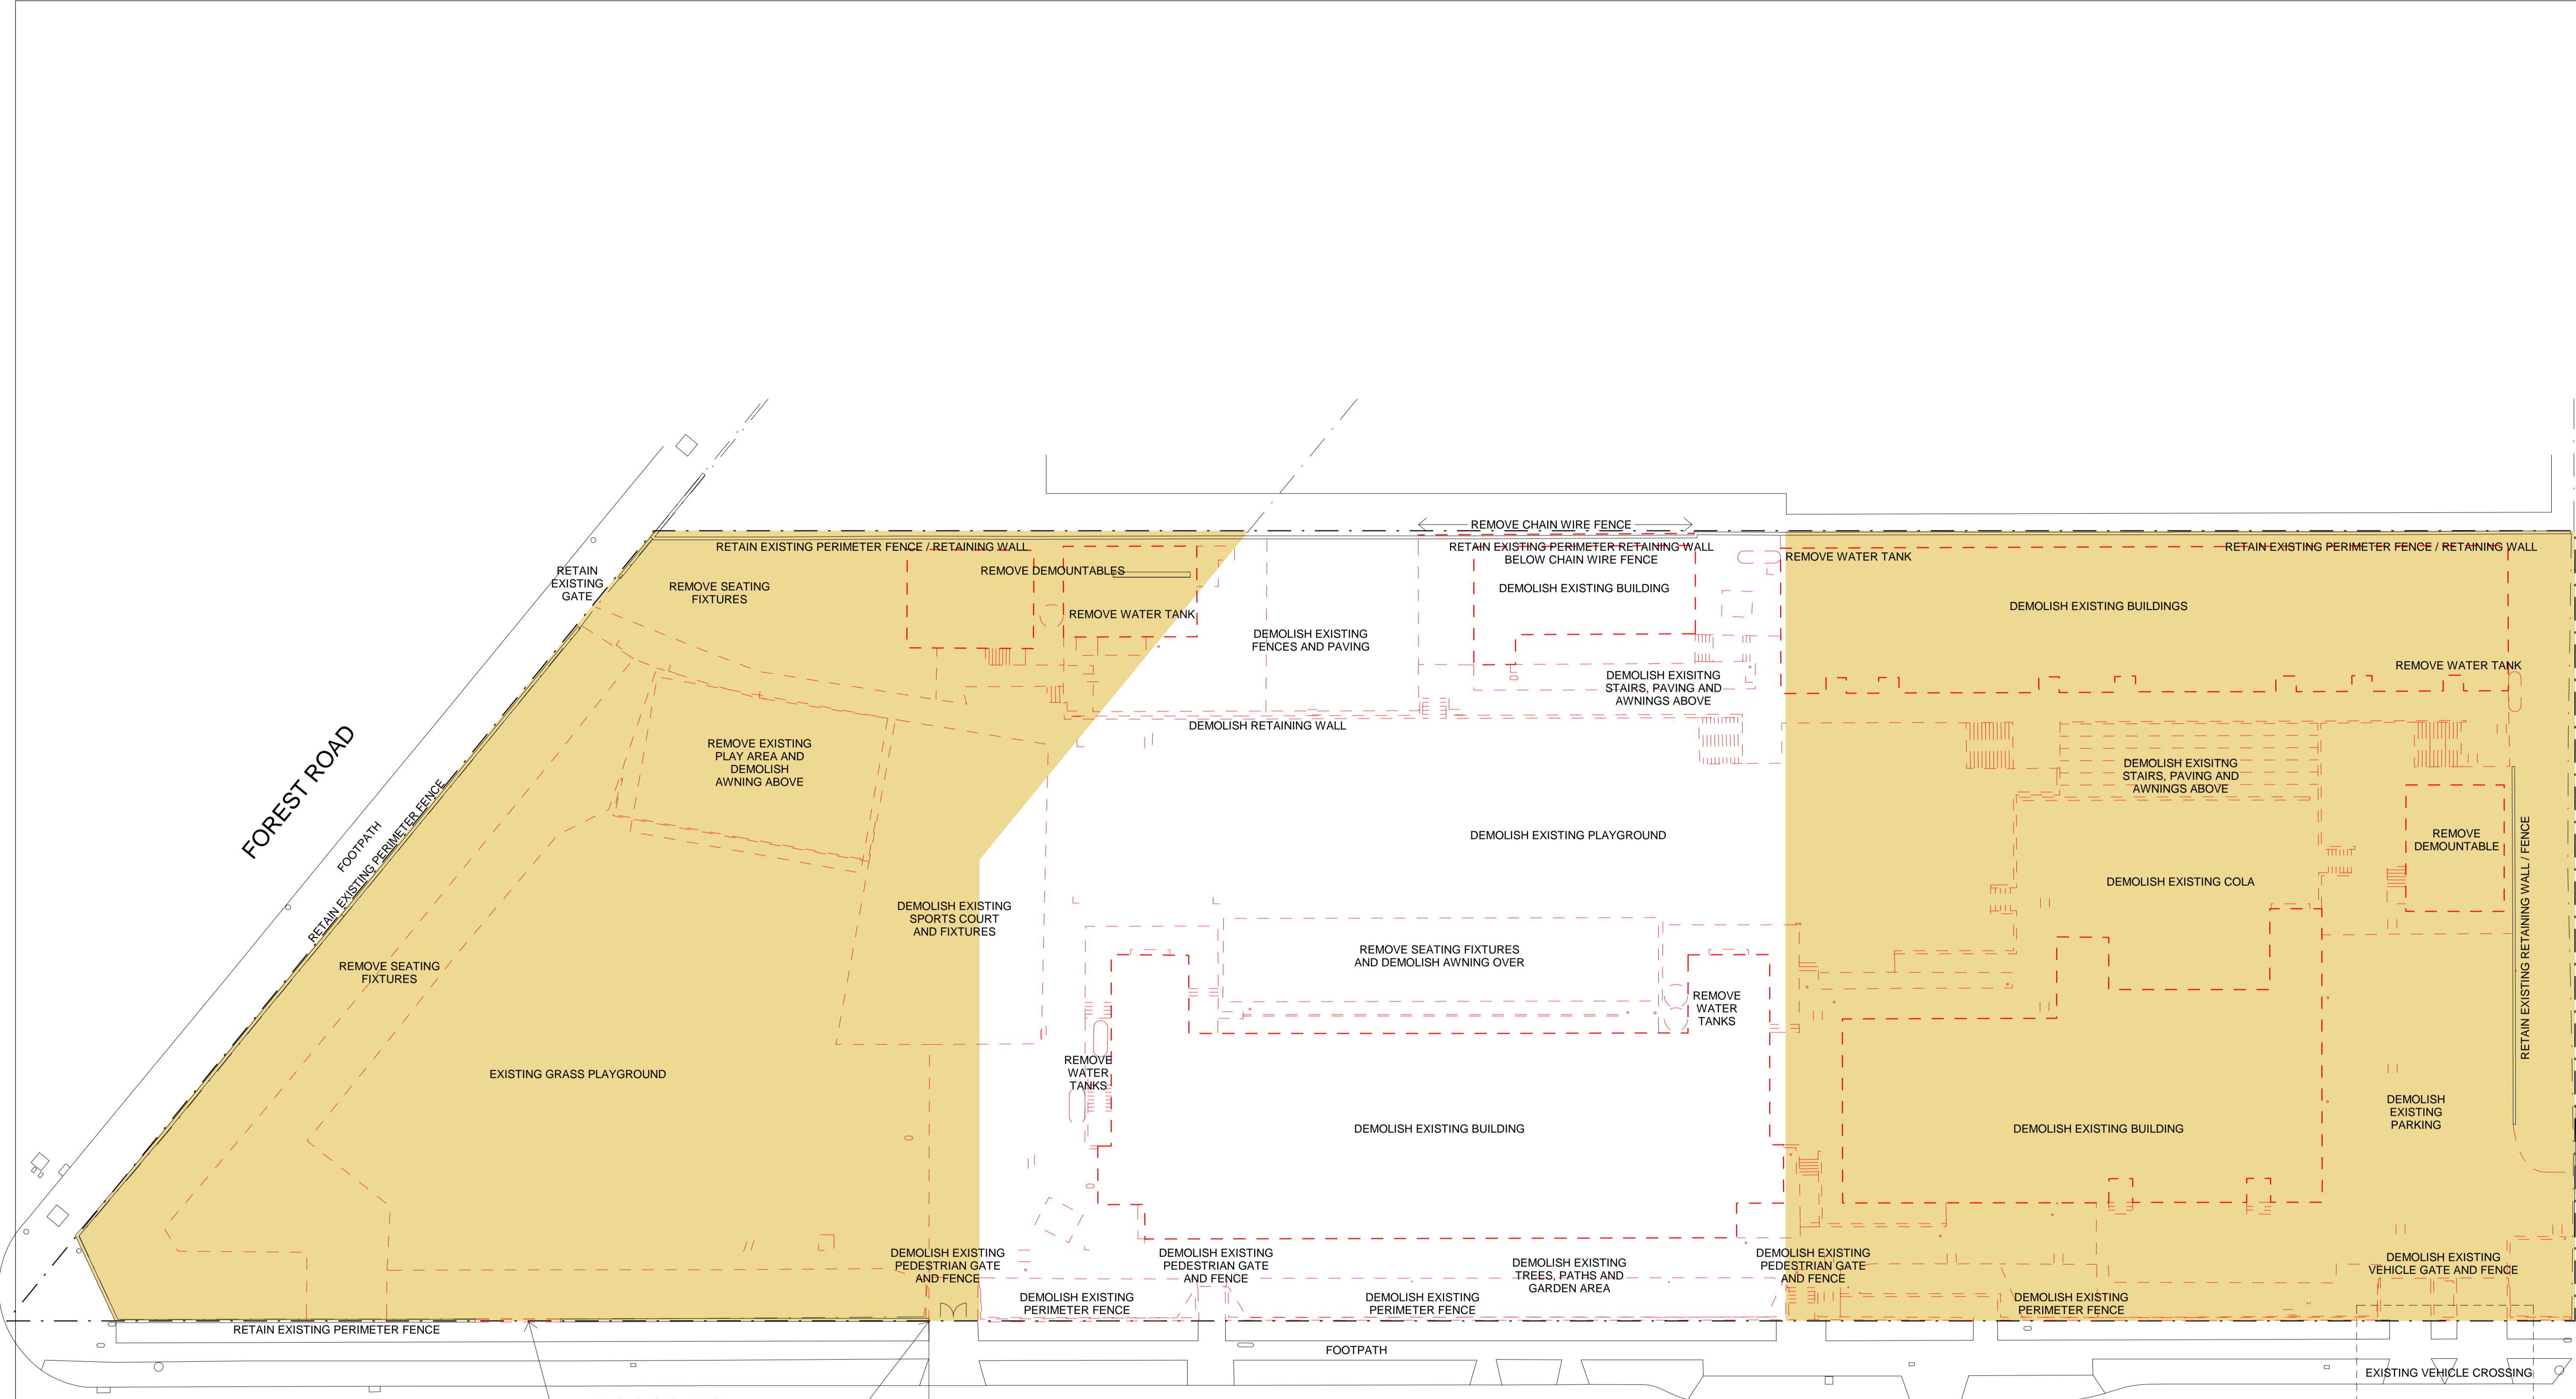 REMOVE CHAIN WIRE FENCE
RETAIN EXISTING PERIMETER FENCE / RETAINING WALL
RETAIN EXISTING PERIMETER RETAINING WALL
BELOW CHAIN WIRE FENCE
RETAIN EXISTING PERIMETER FENCE / RETAINING WALL
REMOVE WATER TANK
RETAIN
EXISTING
GATE
REMOVE SEATING
FIXTURES
REMOVE DEMOUNTABLES
REMOVE WATER TANK
DEMOLISH EXISTING BUILDING
DEMOLISH EXISTING BUILDINGS
DEMOLISH EXISTING
FENCES AND PAVING
DEMOLISH EXISITNG
STAIRS, PAVING AND
AWNINGS ABOVE
REMOVE WATER TANK
DEMOLISH RETAINING WALL
FOREST ROAD
FOOTPATH
RETAIN EXISTING PERIMETER FENCE
REMOVE EXISTING
PLAY AREA AND
DEMOLISH
AWNING ABOVE
DEMOLISH EXISITNG
STAIRS, PAVING AND
AWNINGS ABOVE
DEMOLISH EXISTING PLAYGROUND
REMOVE
DEMOUNTABLE
RETAIN EXISTING RETAINING WALL / FENCE
DEMOLISH EXISTING COLA
DEMOLISH EXISTING
SPORTS COURT
AND FIXTURES
REMOVE SEATING FIXTURES
AND DEMOLISH AWNING OVER
REMOVE SEATING
FIXTURES
REMOVE
WATER
TANKS
REMOVE
WATER
TANKS
EXISTING GRASS PLAYGROUND
DEMOLISH EXISTING BUILDING
DEMOLISH EXISTING BUILDING
DEMOLISH
EXISTING
PARKING
DEMOLISH EXISTING
PEDESTRIAN GATE
AND FENCE
DEMOLISH EXISTING
PEDESTRIAN GATE
AND FENCE
DEMOLISH EXISTING
TREES, PATHS AND
GARDEN AREA
DEMOLISH EXISTING
PEDESTRIAN GATE
AND FENCE
DEMOLISH EXISTING
VEHICLE GATE AND FENCE
DEMOLISH EXISTING
PERIMETER FENCE
DEMOLISH EXISTING
PERIMETER FENCE
DEMOLISH EXISTING
PERIMETER FENCE
RETAIN EXISTING PERIMETER FENCE
FOOTPATH
EXISTING VEHICLE CROSSING